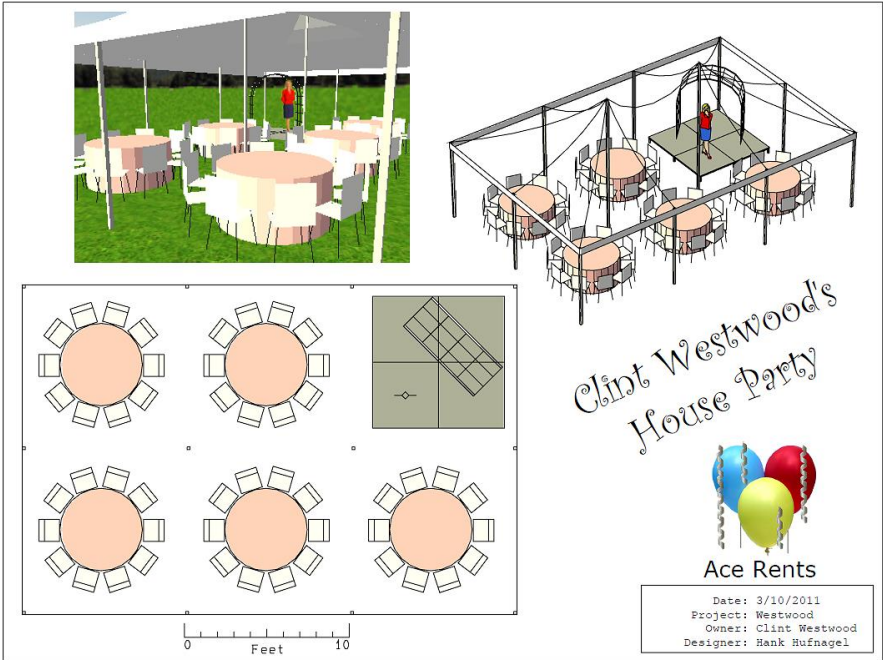 Clint Westwood's
House Party
Ace Rents
Date: 3/10/2011
Project: Westwood
Owner: Clint Westwood
Designer: Hank Hufnagel
0 10
Feet